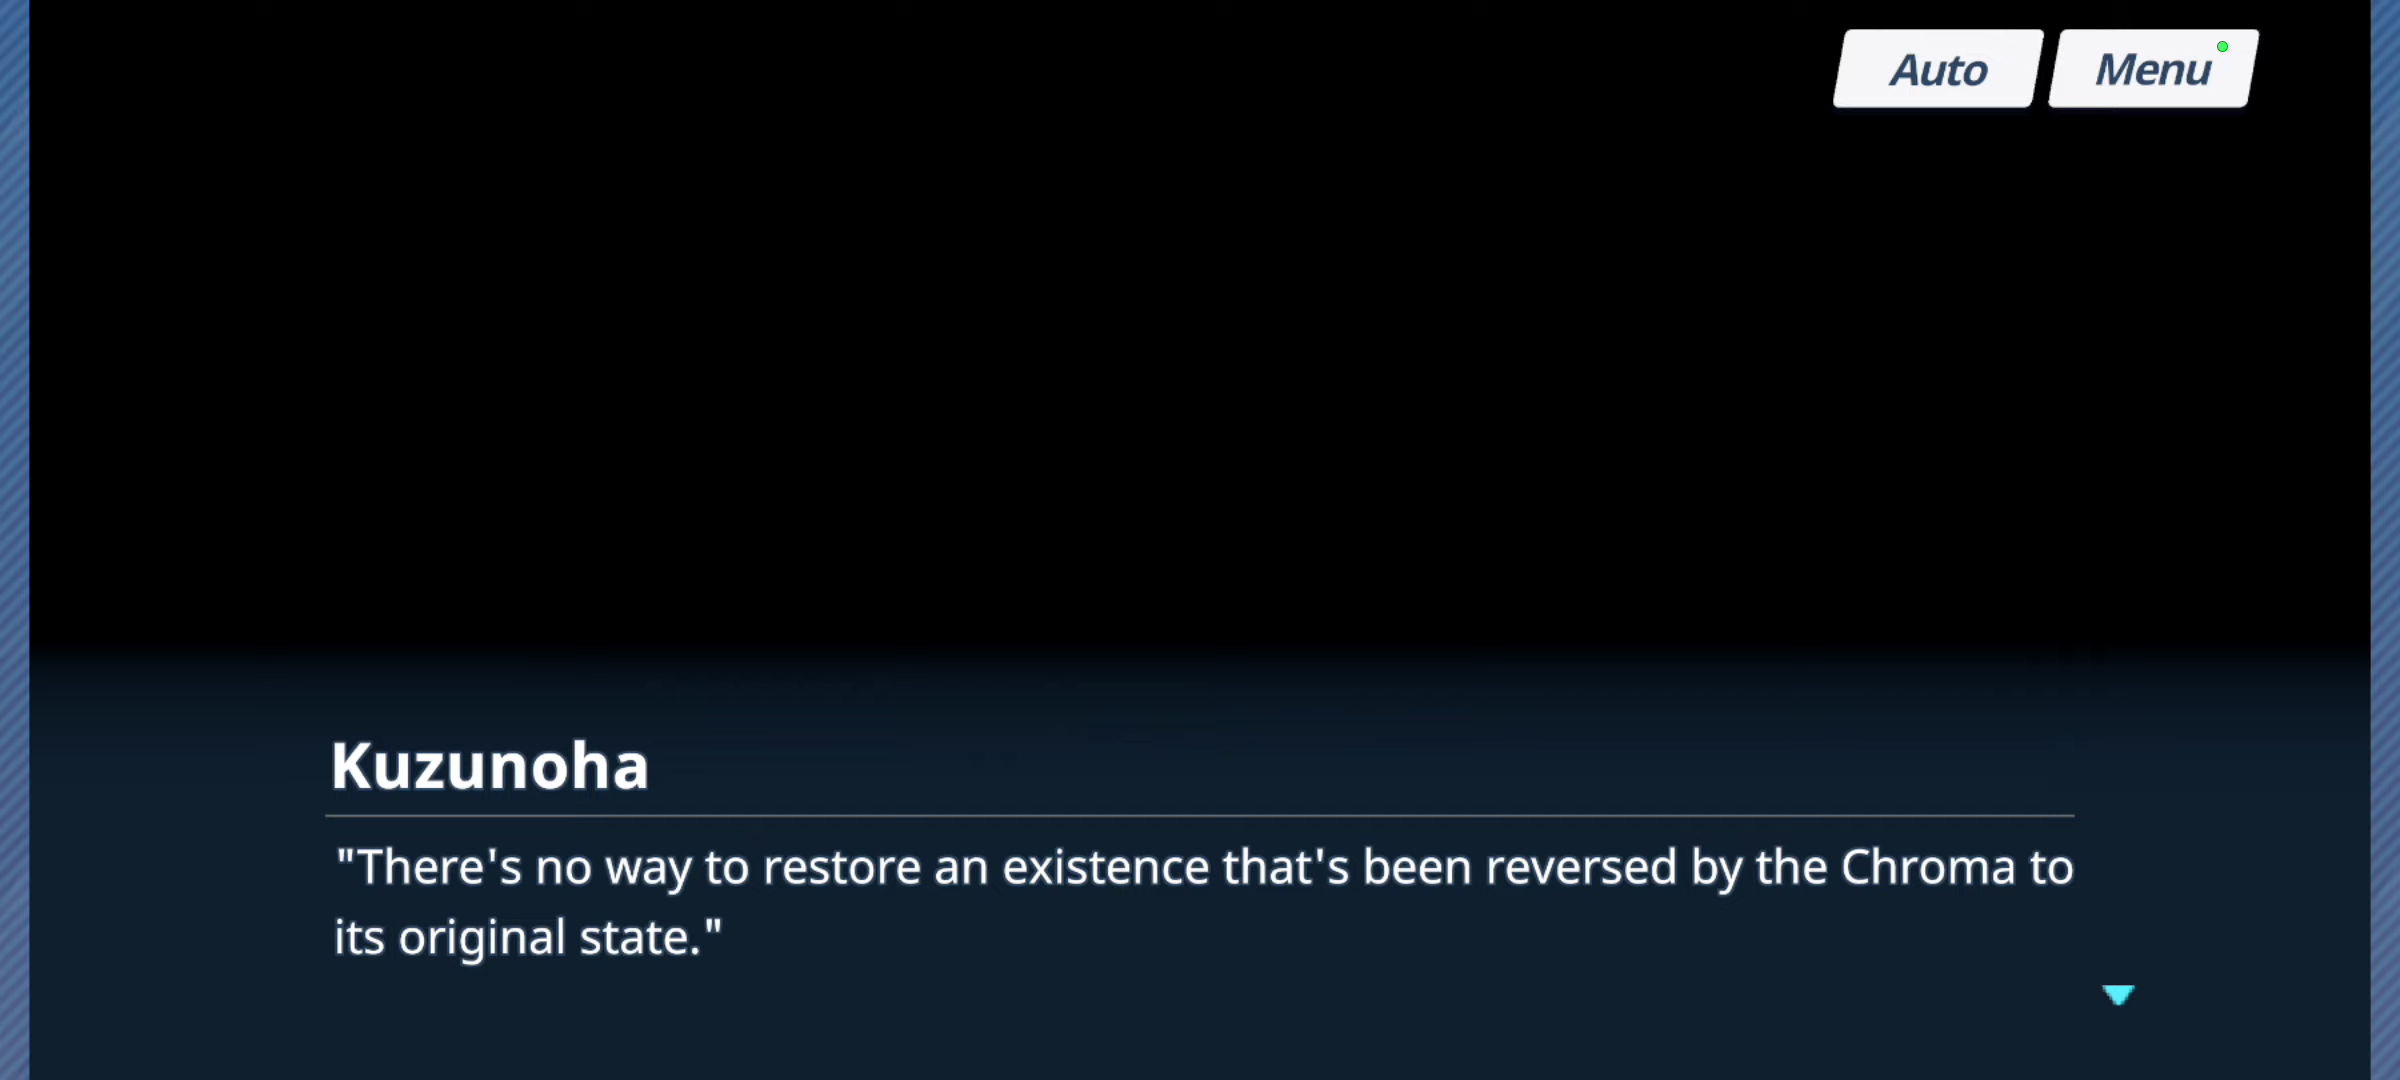 Auto
Menu
Kuzunoha
"There's no way to restore an existence that's been reversed by the Chroma to
its original state."